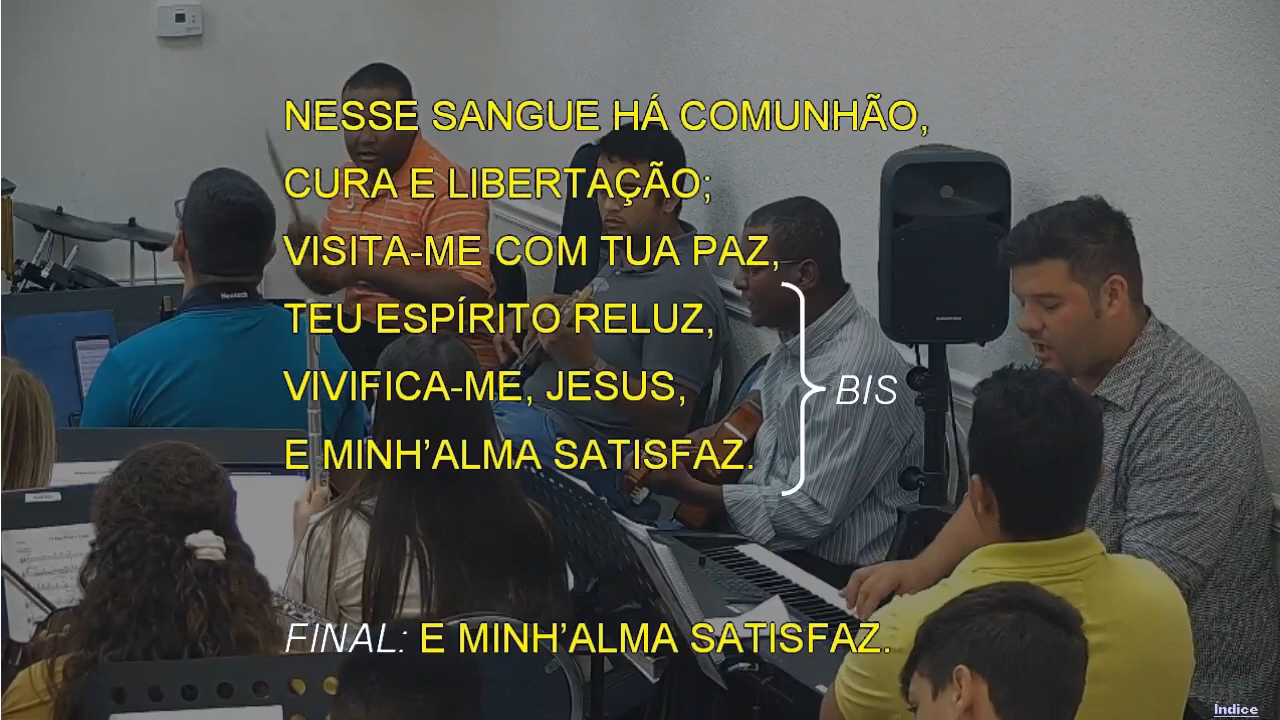 NESSE SANGUE HÁ COMUNHÃO,
CURA E LIBERTAÇÃO;
VISITA-ME COM TUA PAZ,
TEU ESPÍRITO RELUZ,
VIVIFICA-ME, JESUS,
BIS
E MINH’ALMA SATISFAZ.
FINAL: E MINH’ALMA SATISFAZ.
Índice